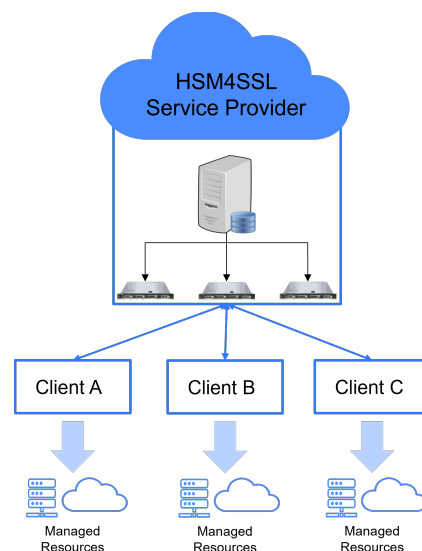 HSM4SSL
Service Provider
Client A
Client B
Client C
Managed
Resources
Managed
Resources
Managed
Resources